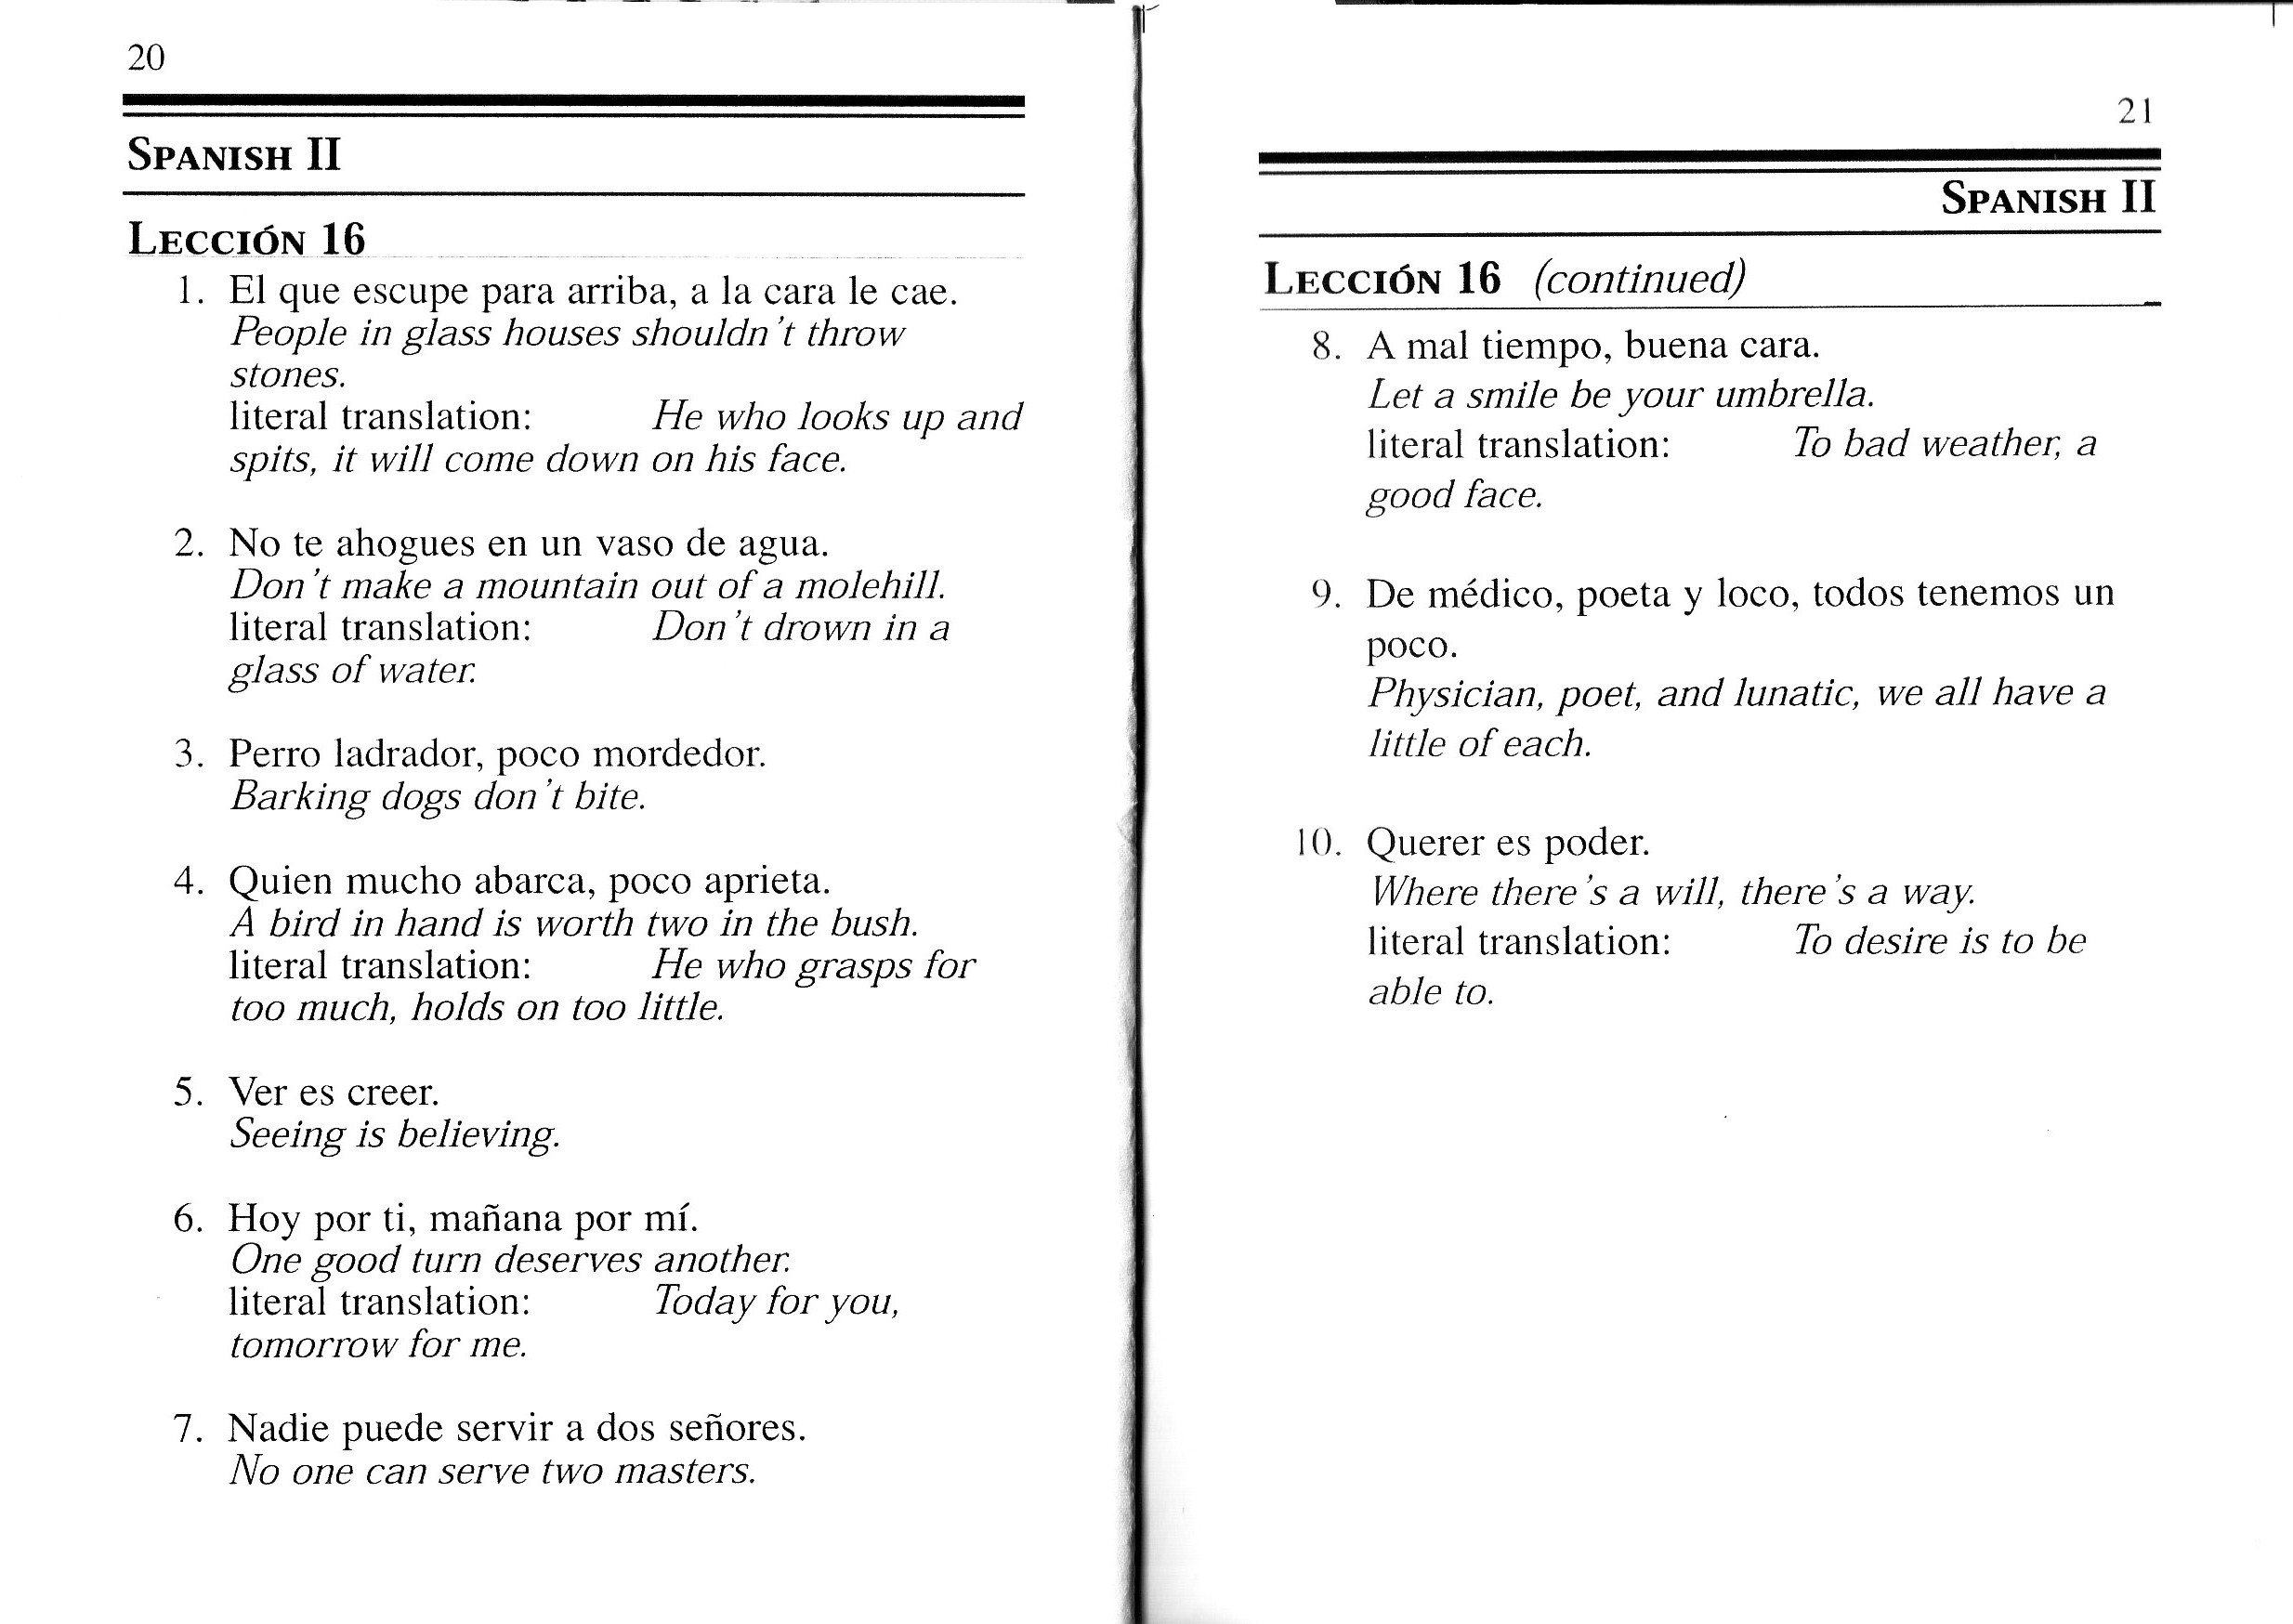 20
SPANISH II
LECCIÓN 16
1. El que escupe para arriba, a la cara le cae.
People in glass houses shouldn't throw
stones.
literal translation: He who looks up and
spits, it will come down on his face.
2. No te ahogues en un vaso de agua.
Don't make a mountain out of a molehill.
literal translation: Don't drown in a
glass of water.
3. Perro ladrador, poco mordedor.
Barking dogs don't bite.
4. Quien mucho abarca, poco aprieta.
A bird in hand is worth two in the bush.
literal translation: He who grasps for
too much, holds on too little.
5. Ver es creer.
Seeing is believing.
6. Hoy por ti, mañana por mí.
One good turn deserves another.
literal translation: Today for you,
tomorrow for me.
7. Nadie puede servir a dos señores.
No one can serve two masters.
21
SPANISH II
LECCIÓN 16 (continued)
8. A mal tiempo, buena cara.
Let a smile be your umbrella.
literal translation: To bad weather, a
good face.
9. De médico, poeta y loco, todos tenemos un
poco.
Physician, poet, and lunatic, we all have a
little of each.
10. Querer es poder.
Where there's a will, there's a way.
literal translation: To desire is to be
able to.